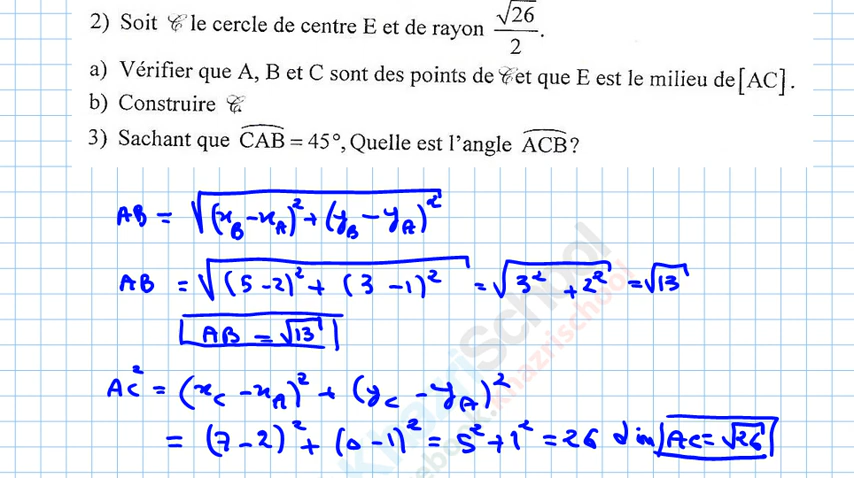 2) Soit 𝒞 le cercle de centre E et de rayon √26/2.
a) Vérifier que A, B et C sont des points de 𝒞 et que E est le milieu de [AC].
b) Construire 𝒞.
3) Sachant que CAB = 45°, Quelle est l'angle ACB?
AB = √((x_B - x_A)² + (y_B - y_A)²)
AB = √((5 - 2)² + (3 - 1)²) = √(3² + 2²) = √13
AB = √13
AC² = (x_C - x_A)² + (y_C - y_A)²
= (7 - 2)² + (0 - 1)² = 5² + 1² = 26 AC = √26
KhazriSchool
facebook.khazrischool